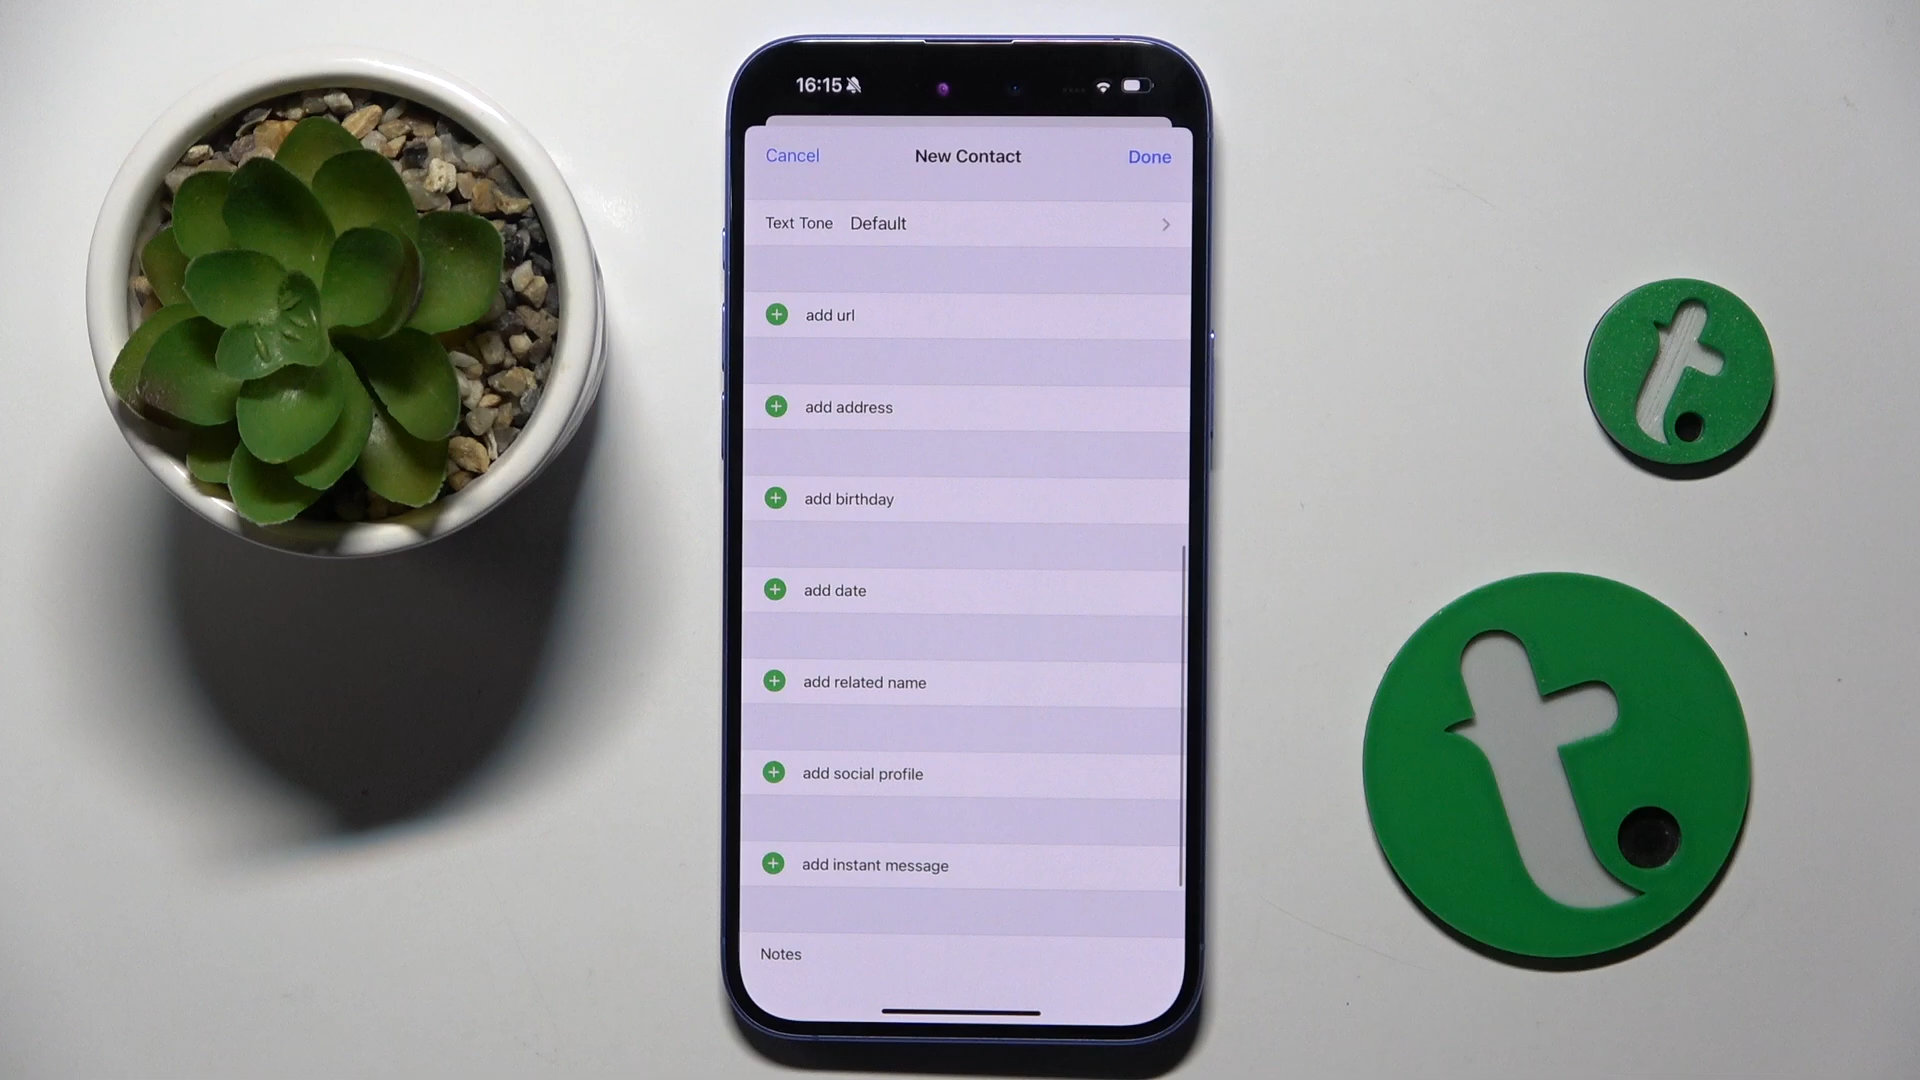 16:15
Cancel New Contact Done
Text Tone Default
add url
add address
add birthday
add date
add related name
add social profile
add instant message
Notes
t
t